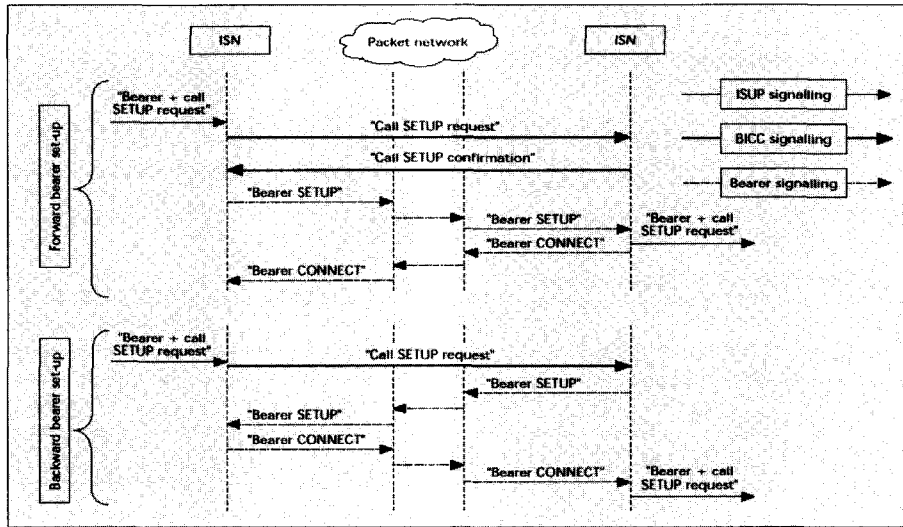 ISN
Packet network
ISN
"Bearer + call
SETUP request"
ISUP signalling
"Call SETUP request"
BICC signalling
"Call SETUP confirmation"
"Bearer SETUP"
Bearer signalling
"Bearer SETUP"
"Bearer + call
SETUP request"
"Bearer CONNECT"
"Bearer CONNECT"
Forward bearer set-up
"Bearer + call
SETUP request"
"Call SETUP request"
"Bearer SETUP"
"Bearer SETUP"
"Bearer CONNECT"
"Bearer CONNECT"
"Bearer + call
SETUP request"
Backward bearer set-up